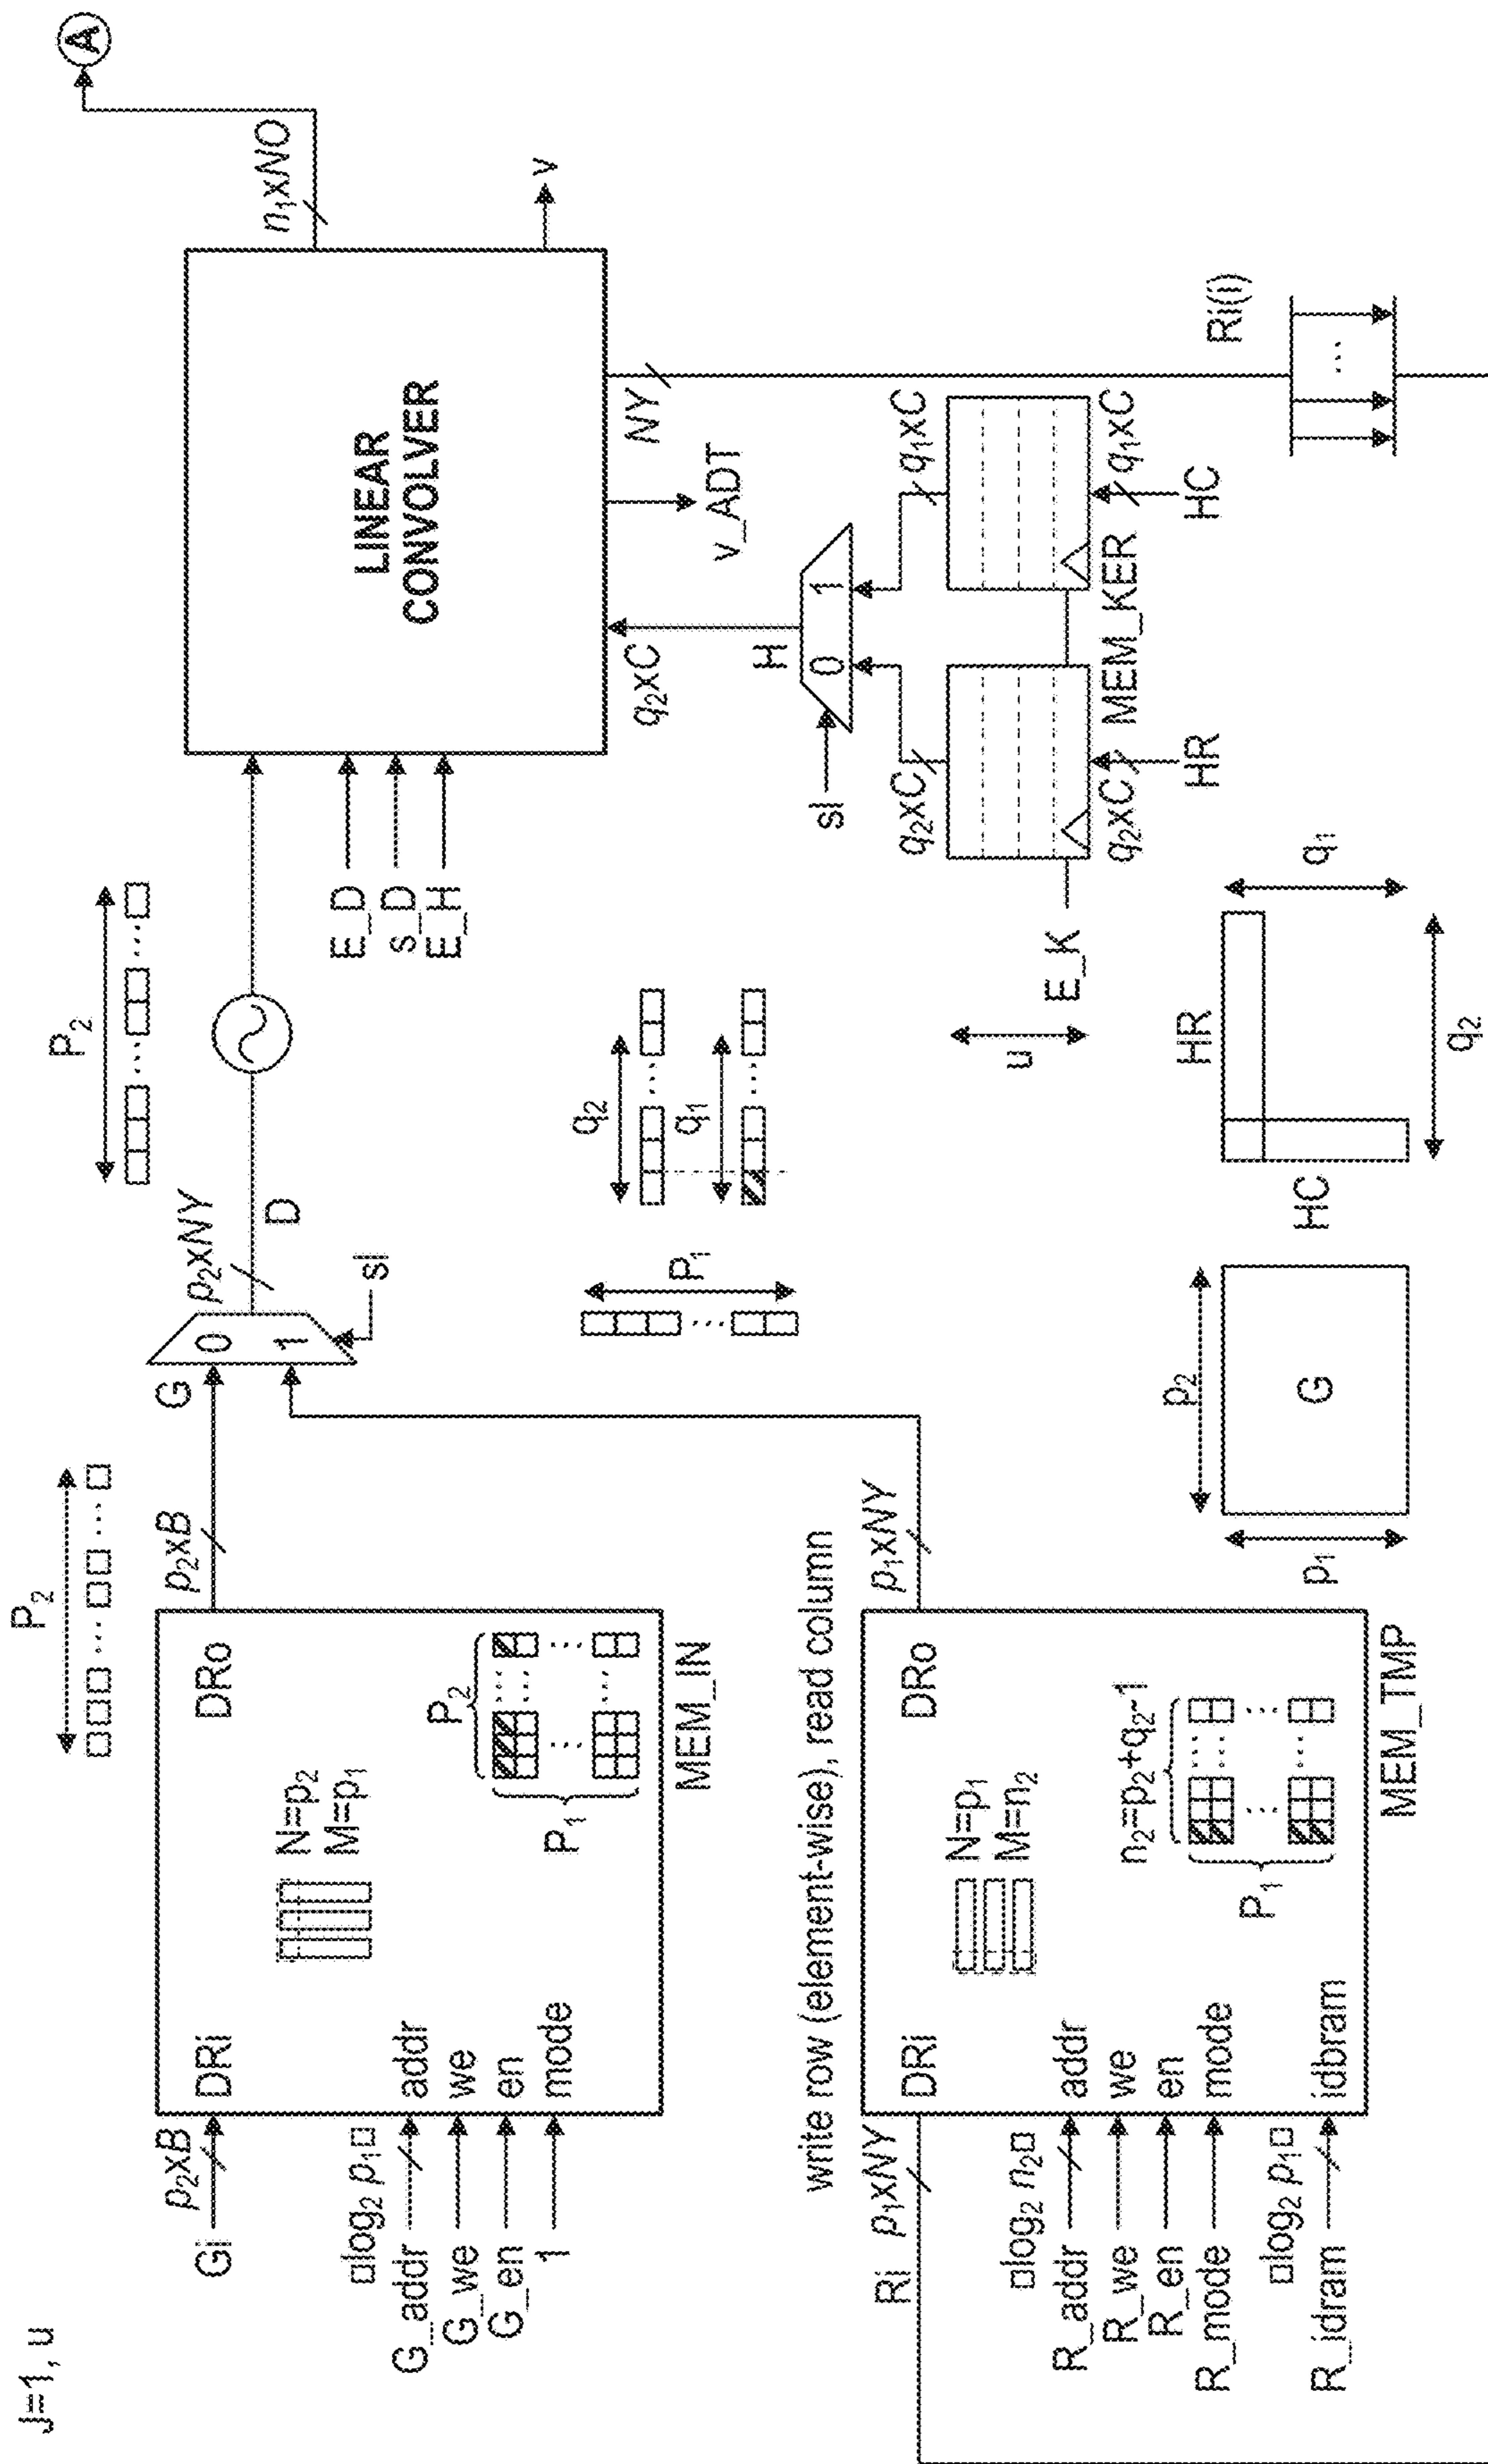 J=1, u
P2
P2
Gi
p2xB
DRi
DRo
p2xB
G
0
1
sl
p2xNY
D
□log2 p1□
G_addr
addr
G_we
we
G_en
en
1
mode
N=p2
M=p1
P2
P1
MEM_IN
E_D
s_D
E_H
LINEAR
CONVOLVER
n1xNO
A
v
v_ADT
NY
q2xC
H
0 1
sl
q2xC
q1xC
P1
q2
q1
write row (element-wise), read column
Ri
p1xNY
DRi
DRo
p1xNY
□log2 n2□
R_addr
addr
R_we
we
R_en
en
R_mode
mode
□log2 p1□
R_idram
idbram
N=p1
M=n2
n2=p2+q2-1
P1
MEM_TMP
u
E_K
q2xC
HR
MEM_KER
q1xC
HC
Ri(i)
p2
p1
G
HR
HC
q1
q2